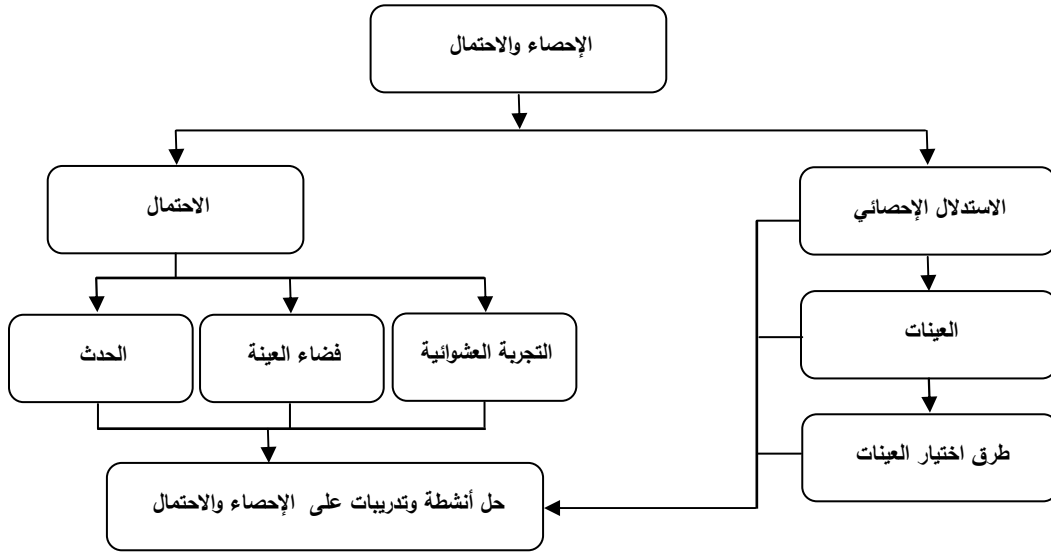 الإحصاء والاحتمال
الاستدلال الإحصائي
الاحتمال
العينات
التجربة العشوائية
فضاء العينة
الحدث
طرق اختيار العينات
حل أنشطة وتدريبات على الإحصاء والاحتمال